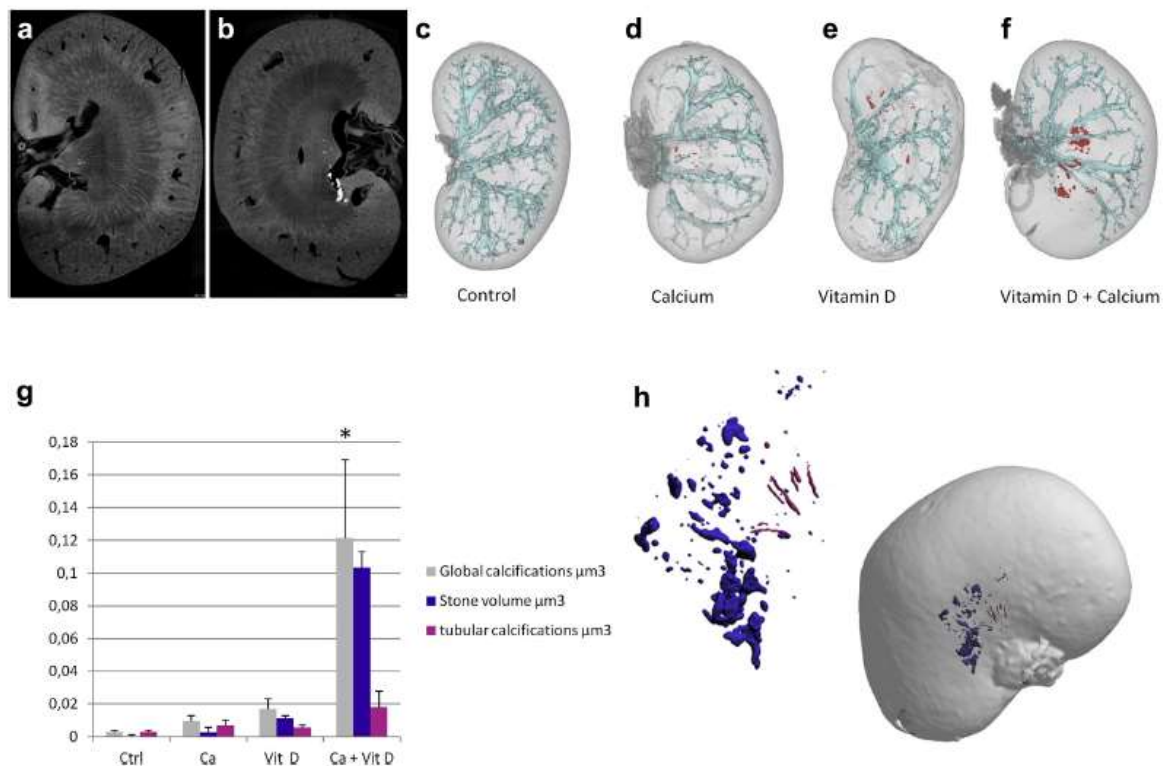 a
b
c
d
e
f
Control
Calcium
Vitamin D
Vitamin D + Calcium
g
h
*
0,18
0,16
0,14
0,12
0,1
0,08
0,06
0,04
0,02
0
Ctrl
Ca
Vit D
Ca + Vit D
Global calcifications µm3
Stone volume µm3
tubular calcifications µm3